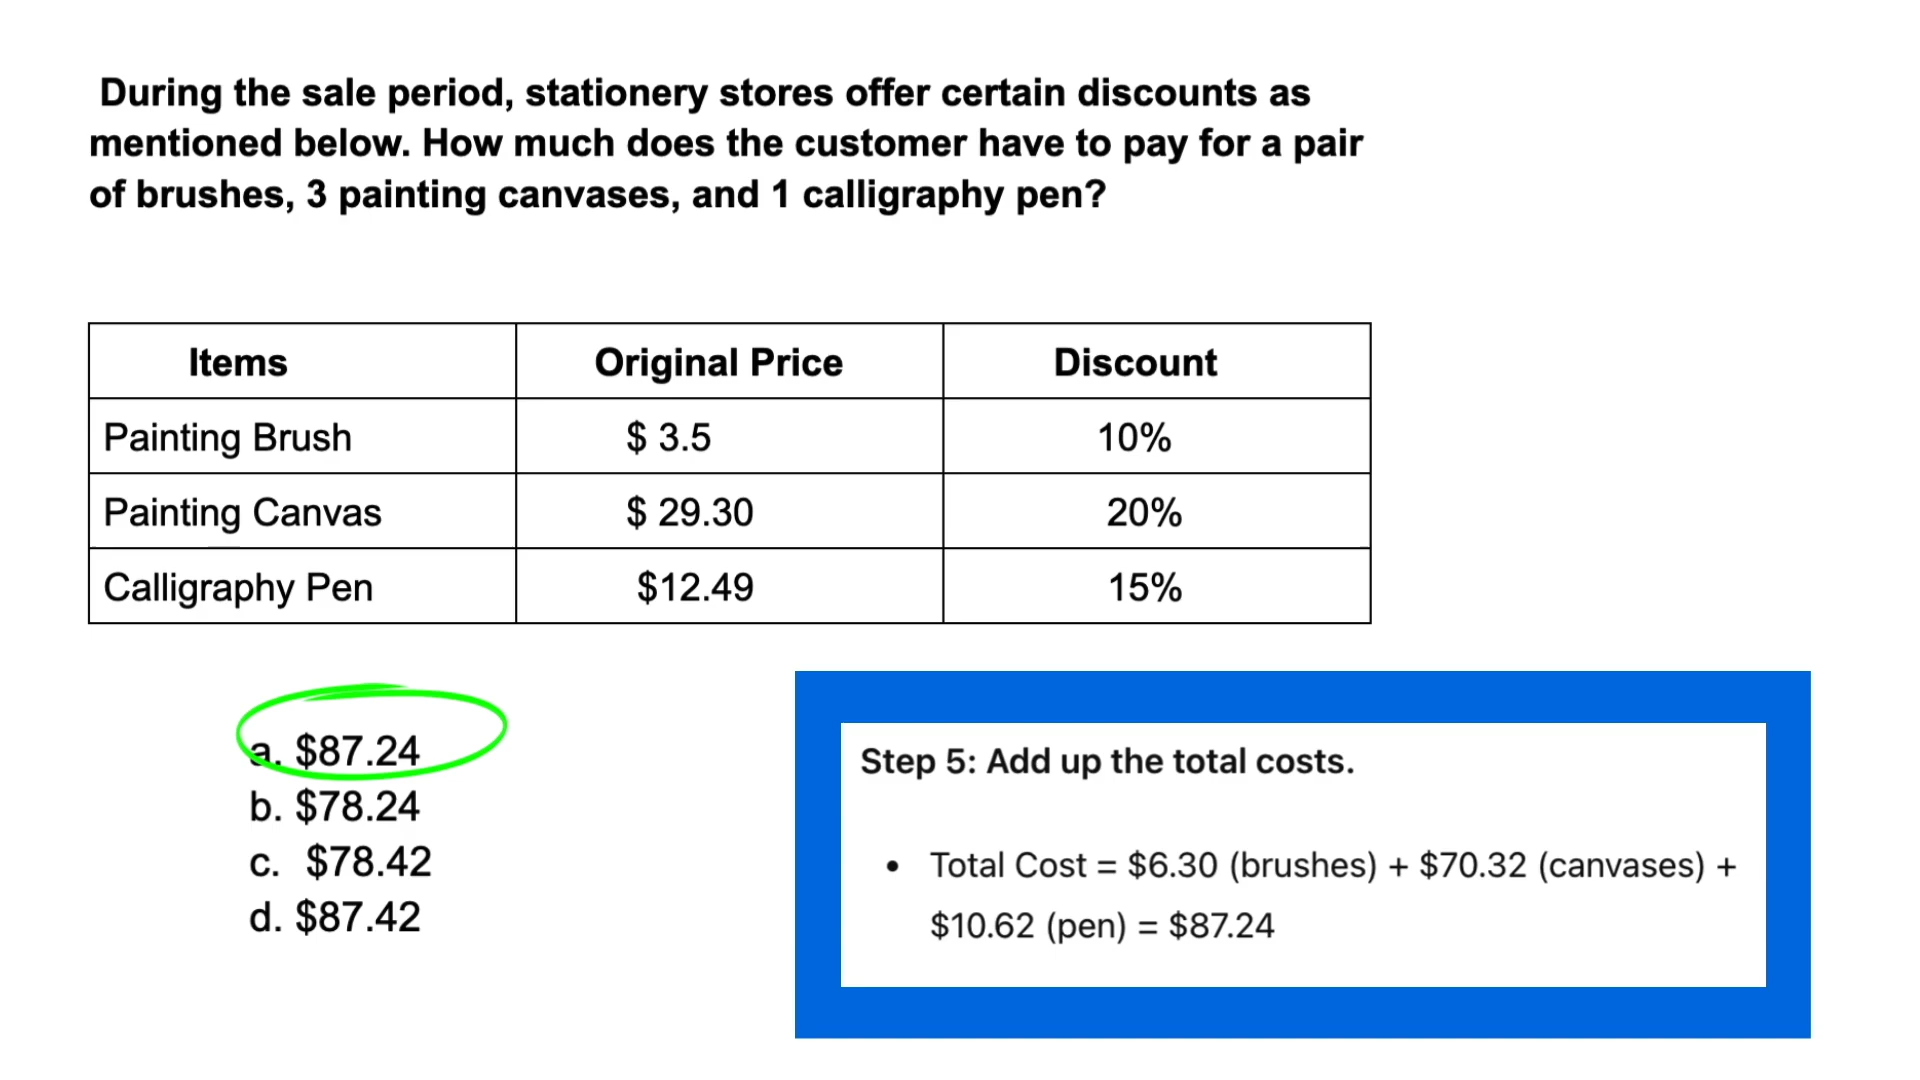 During the sale period, stationery stores offer certain discounts as
mentioned below. How much does the customer have to pay for a pair
of brushes, 3 painting canvases, and 1 calligraphy pen?
Items Original Price Discount
Painting Brush $ 3.5 10%
Painting Canvas $ 29.30 20%
Calligraphy Pen $12.49 15%
a. $87.24
b. $78.24
c. $78.42
d. $87.42
Step 5: Add up the total costs.
• Total Cost = $6.30 (brushes) + $70.32 (canvases) +
$10.62 (pen) = $87.24